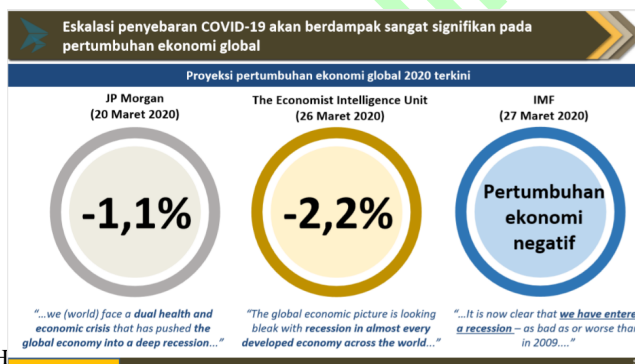 Eskalasi penyebaran COVID-19 akan berdampak sangat signifikan pada
pertumbuhan ekonomi global
Proyeksi pertumbuhan ekonomi global 2020 terkini
JP Morgan
(20 Maret 2020)
-1,1%
"...we (world) face a dual health and
economic crisis that has pushed the
global economy into a deep recession..."
The Economist Intelligence Unit
(26 Maret 2020)
-2,2%
"The global economic picture is looking
bleak with recession in almost every
developed economy across the world..."
IMF
(27 Maret 2020)
Pertumbuhan
ekonomi
negatif
"...It is now clear that we have entere
a recession – as bad as or worse than
in 2009...."
H